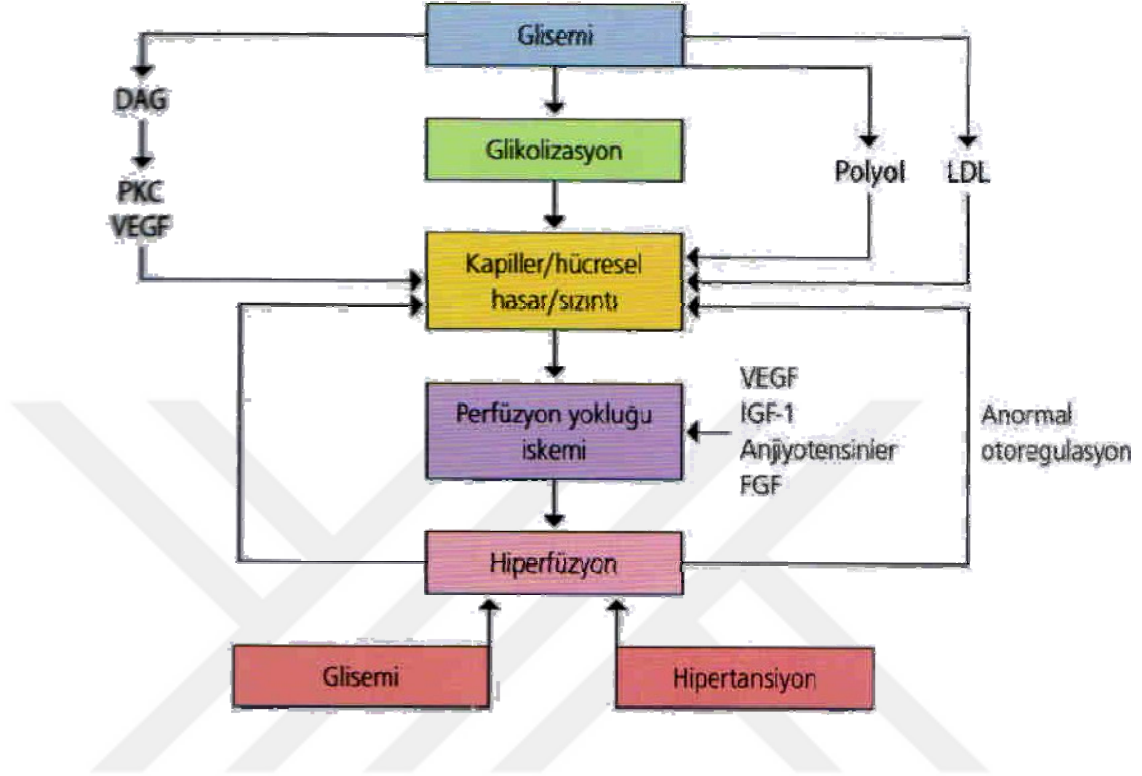 Glisemi
DAG
Glikolizasyon
Polyol
LDL
PKC
VEGF
Kapiller/hücresel
hasar/sızıntı
Perfüzyon yokluğu
iskemi
VEGF
IGF-1
Anjiyotensinler
FGF
Anormal
otoregulasyon
Hiperfüzyon
Glisemi
Hipertansiyon